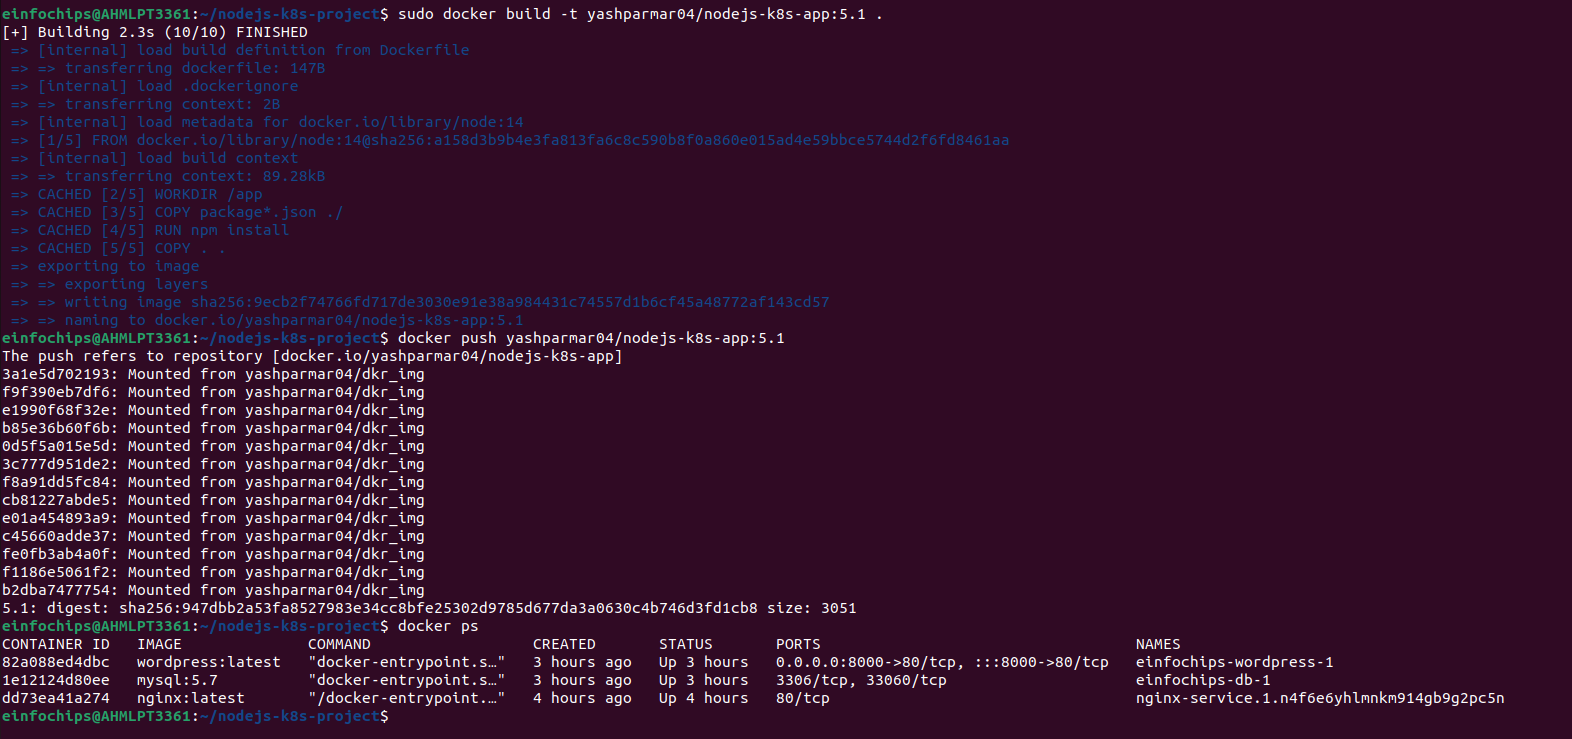 einfochips@AHMLPT3361:~/nodejs-k8s-project$ sudo docker build -t yashparmar04/nodejs-k8s-app:5.1 .
[+] Building 2.3s (10/10) FINISHED
=> [internal] load build definition from Dockerfile
=> => transferring dockerfile: 147B
=> [internal] load .dockerignore
=> => transferring context: 2B
=> [internal] load metadata for docker.io/library/node:14
=> [1/5] FROM docker.io/library/node:14@sha256:a158d3b9b4e3fa813fa6c8c590b8f0a860e015ad4e59bbce5744d2f6fd8461aa
=> [internal] load build context
=> => transferring context: 89.28kB
=> CACHED [2/5] WORKDIR /app
=> CACHED [3/5] COPY package*.json ./
=> CACHED [4/5] RUN npm install
=> CACHED [5/5] COPY . .
=> exporting to image
=> => exporting layers
=> => writing image sha256:9ecb2f74766fd717de3030e91e38a984431c74557d1b6cf45a48772af143cd57
=> => naming to docker.io/yashparmar04/nodejs-k8s-app:5.1
einfochips@AHMLPT3361:~/nodejs-k8s-project$ docker push yashparmar04/nodejs-k8s-app:5.1
The push refers to repository [docker.io/yashparmar04/nodejs-k8s-app]
3a1e5d702193: Mounted from yashparmar04/dkr_img
f9f390eb7df6: Mounted from yashparmar04/dkr_img
e1990f68f32e: Mounted from yashparmar04/dkr_img
b85e36b60f6b: Mounted from yashparmar04/dkr_img
0d5f5a015e5d: Mounted from yashparmar04/dkr_img
3c777d951de2: Mounted from yashparmar04/dkr_img
f8a91dd5fc84: Mounted from yashparmar04/dkr_img
cb81227abde5: Mounted from yashparmar04/dkr_img
e01a454893a9: Mounted from yashparmar04/dkr_img
c45660adde37: Mounted from yashparmar04/dkr_img
fe0fb3ab4a0f: Mounted from yashparmar04/dkr_img
f1186e5061f2: Mounted from yashparmar04/dkr_img
b2dba7477754: Mounted from yashparmar04/dkr_img
5.1: digest: sha256:947dbb2a53fa8527983e34cc8bfe25302d9785d677da3a0630c4b746d3fd1cb8 size: 3051
einfochips@AHMLPT3361:~/nodejs-k8s-project$ docker ps
CONTAINER ID   IMAGE              COMMAND                  CREATED       STATUS       PORTS                                   NAMES
82a088ed4dbc   wordpress:latest   "docker-entrypoint.s…"   3 hours ago   Up 3 hours   0.0.0.0:8000->80/tcp, :::8000->80/tcp   einfochips-wordpress-1
1e12124d80ee   mysql:5.7          "docker-entrypoint.s…"   3 hours ago   Up 3 hours   3306/tcp, 33060/tcp                     einfochips-db-1
dd73ea41a274   nginx:latest       "/docker-entrypoint.…"   4 hours ago   Up 4 hours   80/tcp                                  nginx-service.1.n4f6e6yhlmnkm914gb9g2pc5n
einfochips@AHMLPT3361:~/nodejs-k8s-project$